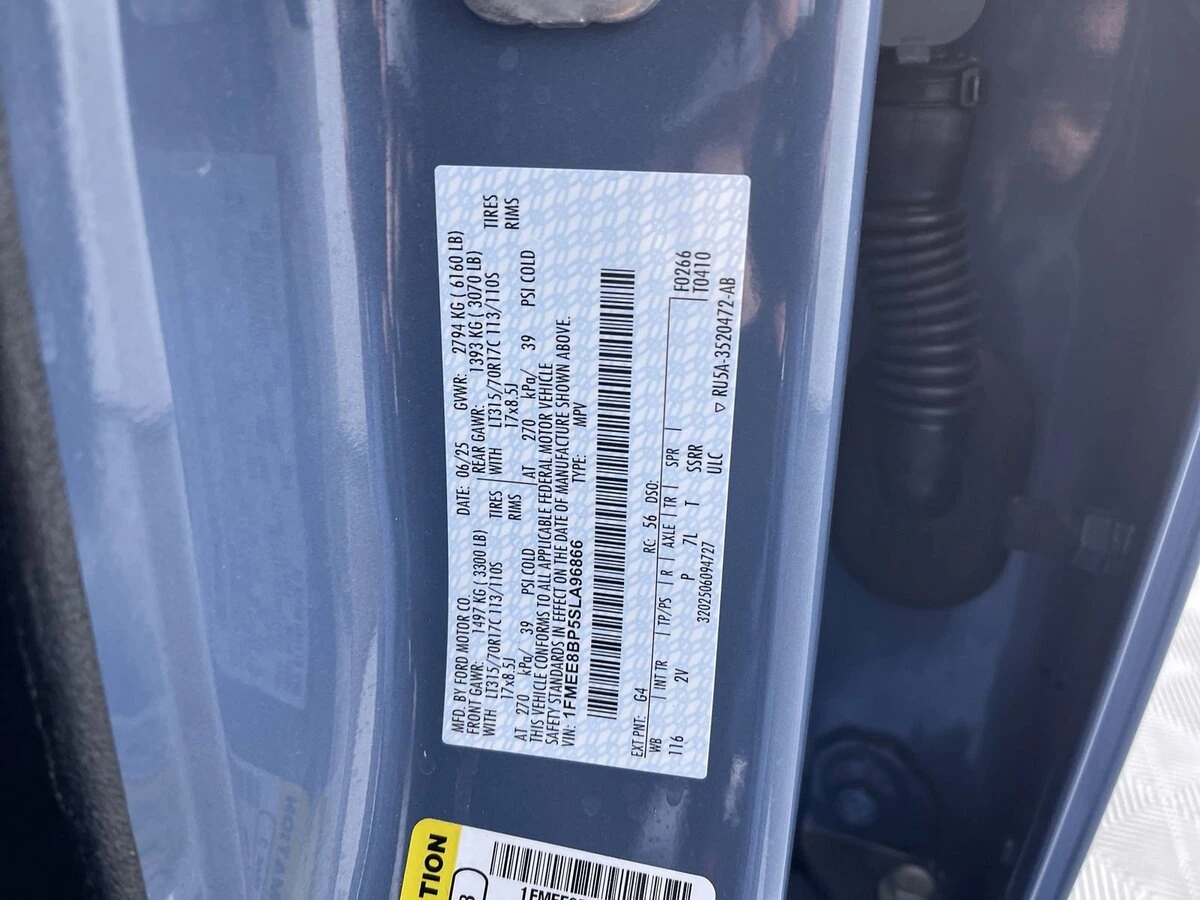 MFD. BY FORD MOTOR CO. DATE: 06/25 GVWR: 2794 KG ( 6160 LB)
FRONT GAWR: 1497 KG ( 3300 LB) REAR GAWR: 1393 KG ( 3070 LB)
WITH LT315/70R17C 113/110S TIRES WITH LT315/70R17C 113/110S TIRES
17x8.5J RIMS 17x8.5J RIMS
AT 270 kPa/ 39 PSI COLD AT 270 kPa/ 39 PSI COLD
THIS VEHICLE CONFORMS TO ALL APPLICABLE FEDERAL MOTOR VEHICLE
SAFETY STANDARDS IN EFFECT ON THE DATE OF MANUFACTURE SHOWN ABOVE.
VIN: 1FMEE8BP5SLA96866 TYPE: MPV
EXT PNT: G4 RC: 56 DSO: F0266
WB INT TR TP/PS R AXLE TR SPR T0410
116 2V P 7L T SSRR
3202506094727 ULC ▽ RU5A-3520472-AB
TION